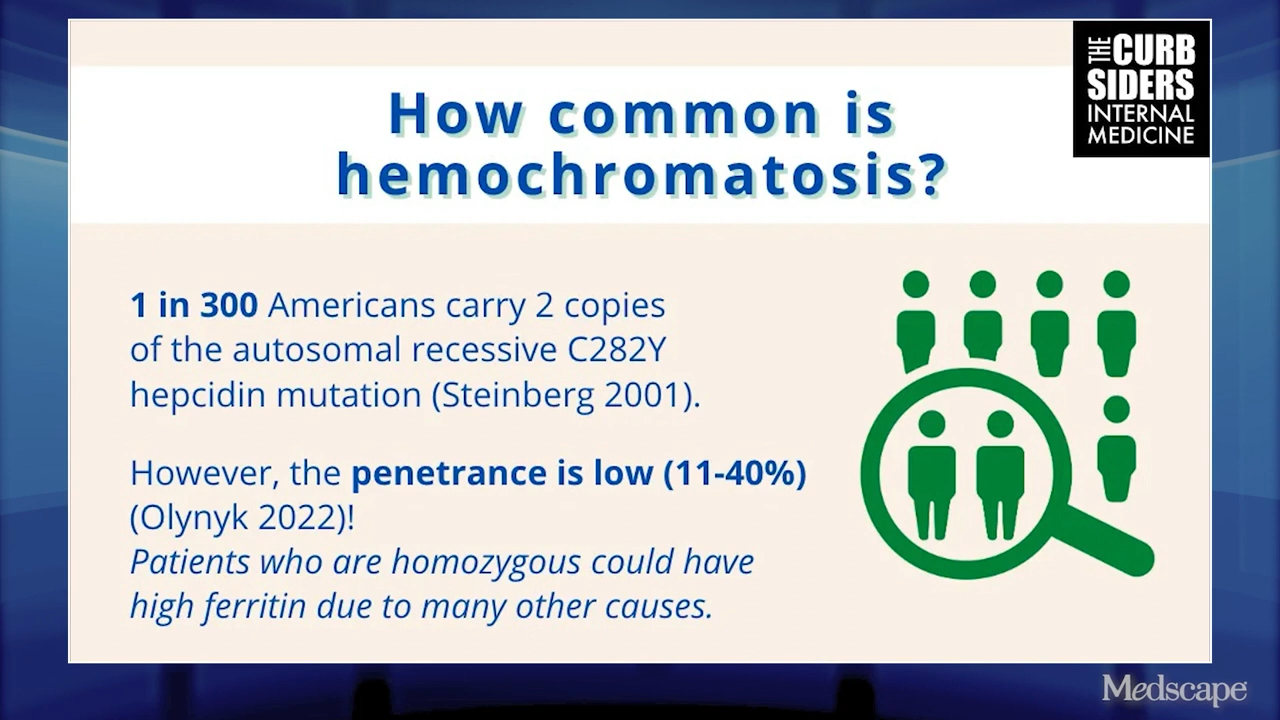 THE CURB
SIDERS
INTERNAL
MEDICINE
How common is
hemochromatosis?
1 in 300 Americans carry 2 copies
of the autosomal recessive C282Y
hepcidin mutation (Steinberg 2001).
However, the penetrance is low (11-40%)
(Olynyk 2022)!
Patients who are homozygous could have
high ferritin due to many other causes.
Medscape